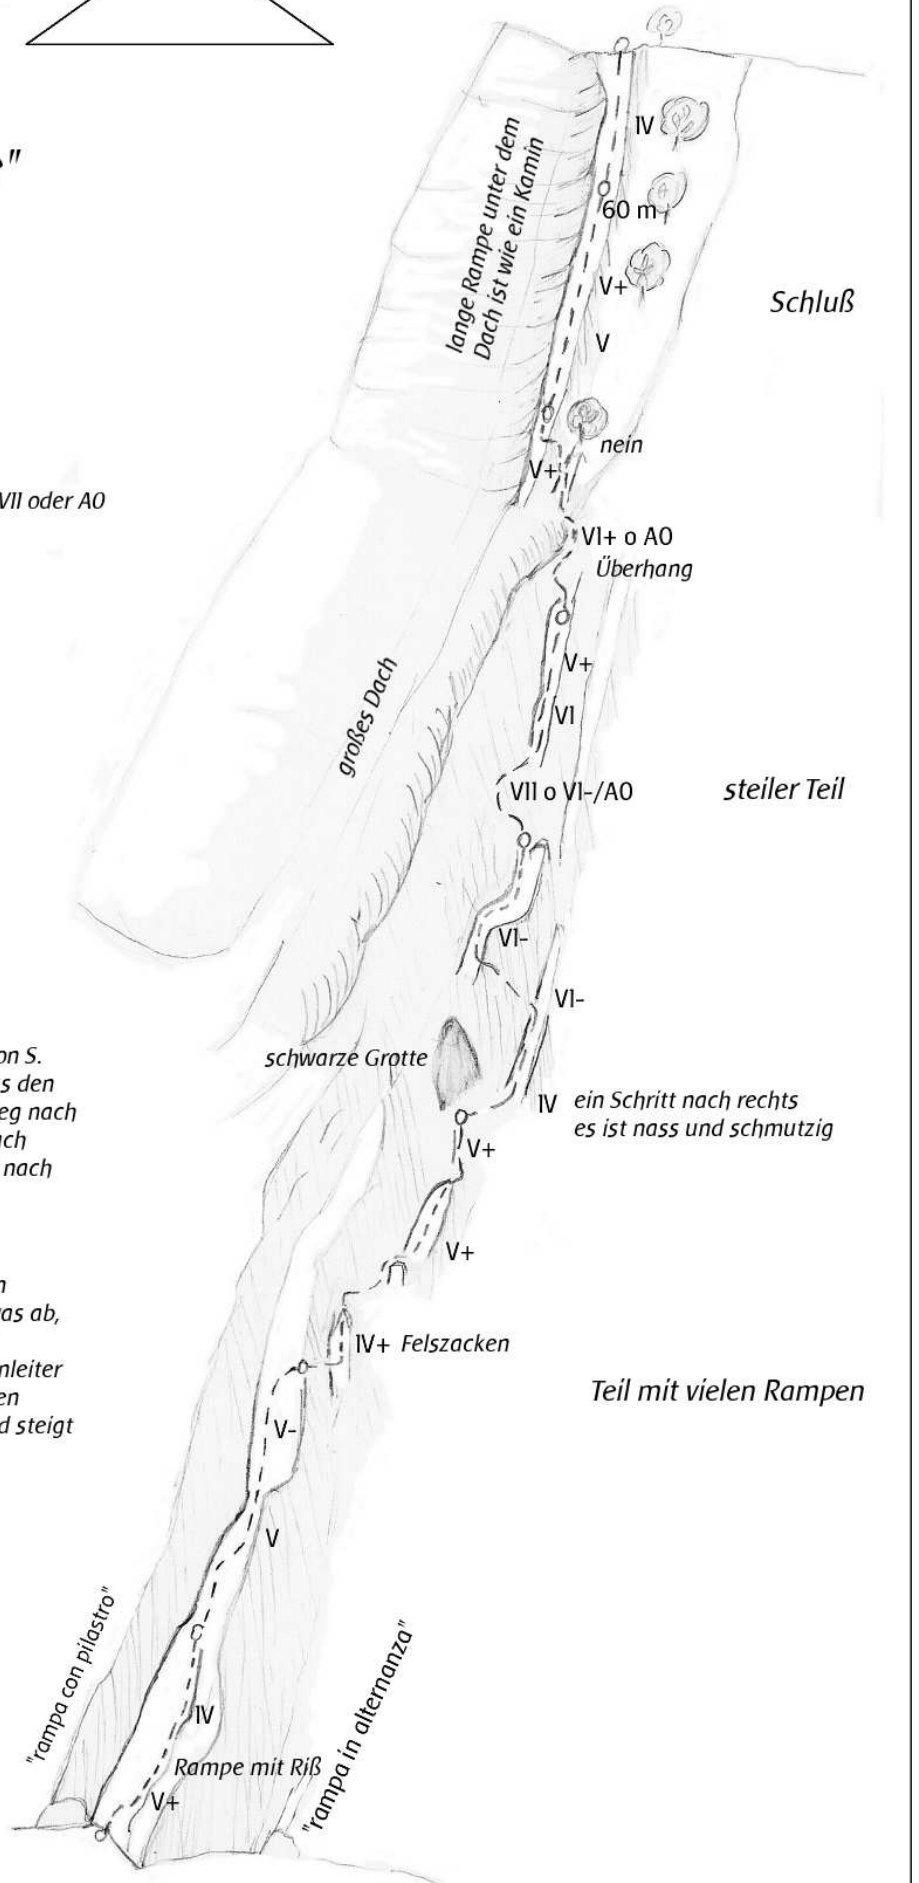 "
IV
60 m
V+
V
lange Rampe unter dem
Dach ist wie ein Kamin
Schluß
nein
V+
VII oder A0
VI+ o A0
Überhang
V+
großes Dach
VI
VII o VI-/A0
steiler Teil
VI-
VI-
on S.
s den
eg nach
ach
nach
schwarze Grotte
IV ein Schritt nach rechts
es ist nass und schmutzig
V+
V+
n
as ab,
nleiter
en
d steigt
IV+ Felszacken
Teil mit vielen Rampen
V-
V
"rampa con pilastro"
"rampa in alternanza"
IV
Rampe mit Riß
V+